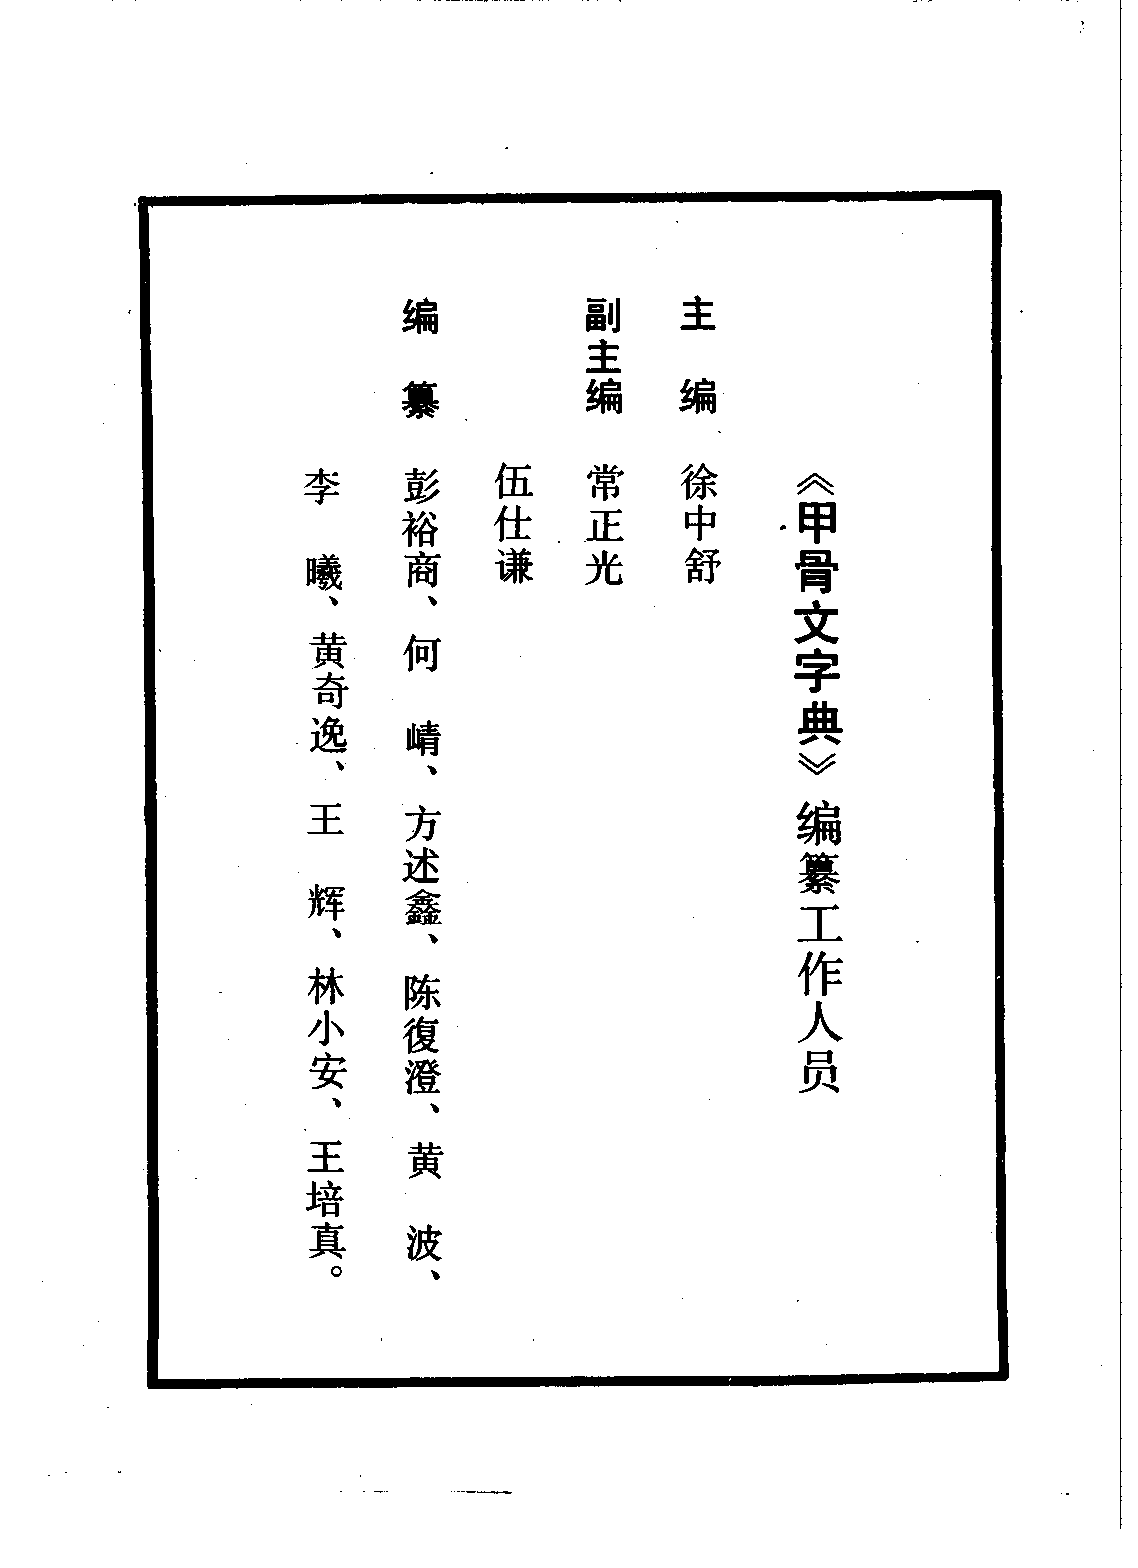 《甲骨文字典》编纂工作人员
主　编　徐中舒
副主编　常正光
伍仕谦
编　纂　彭裕商、何　崝、方述鑫、陈復澄、黄　波、
李　曦、黄奇逸、王　辉、林小安、王培真。